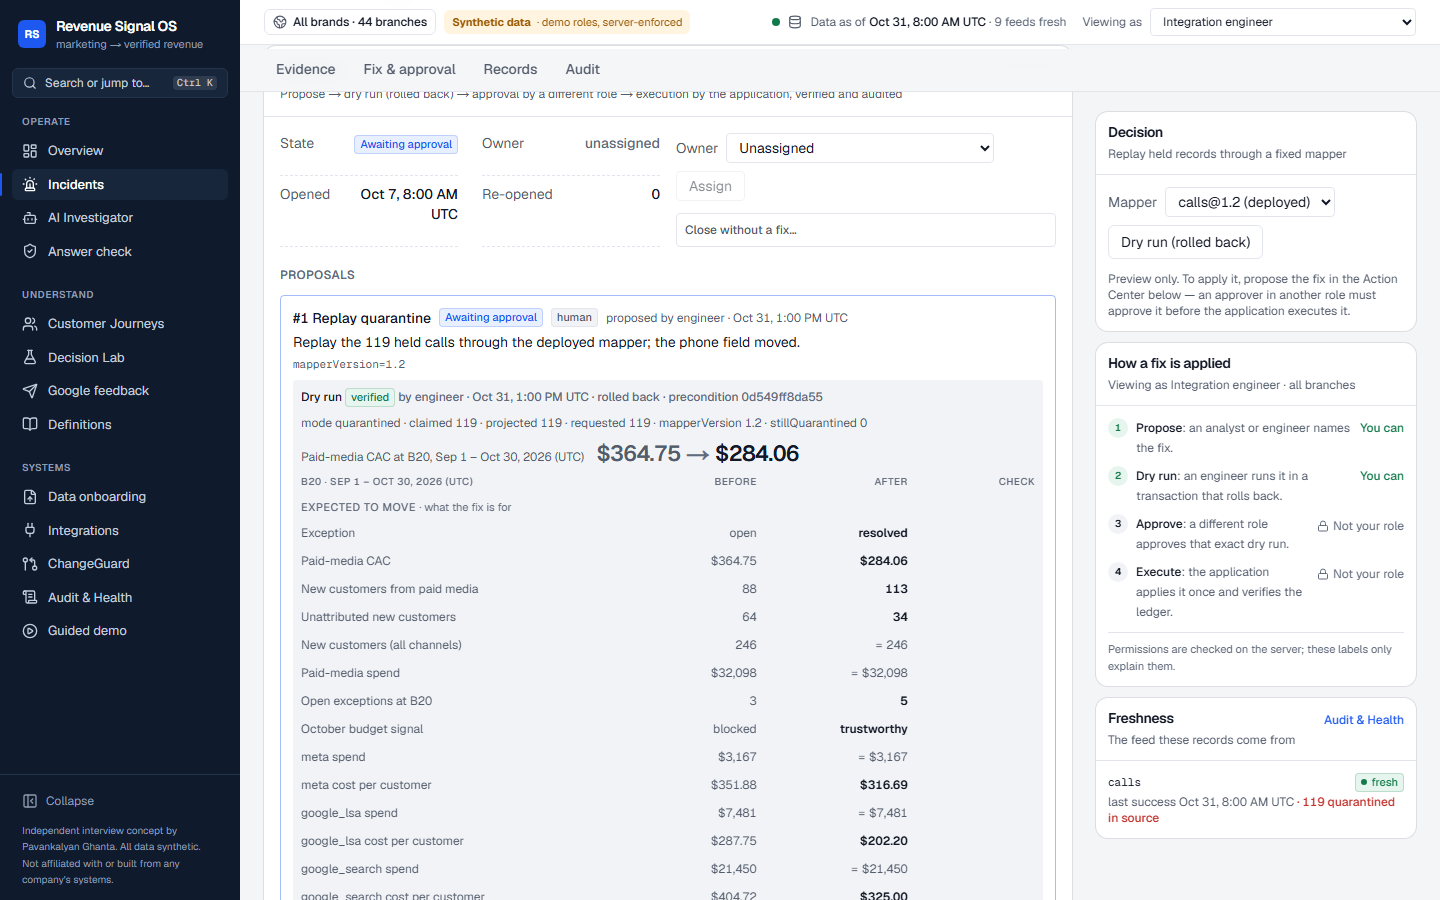 RS
Revenue Signal OS
marketing → verified revenue
Search or jump to...
Ctrl K
OPERATE
Overview
Incidents
AI Investigator
Answer check
UNDERSTAND
Customer Journeys
Decision Lab
Google feedback
Definitions
SYSTEMS
Data onboarding
Integrations
ChangeGuard
Audit & Health
Guided demo
Collapse
Independent interview concept by
Pavankalyan Ghanta. All data synthetic.
Not affiliated with or built from any
company's systems.
All brands · 44 branches
Synthetic data · demo roles, server-enforced
Data as of Oct 31, 8:00 AM UTC · 9 feeds fresh
Viewing as
Integration engineer
Evidence
Fix & approval
Records
Audit
Propose → dry run (rolled back) → approval by a different role → execution by the application, verified and audited
State
Awaiting approval
Owner
unassigned
Owner
Unassigned
Assign
Opened
Oct 7, 8:00 AM
UTC
Re-opened
0
Close without a fix...
PROPOSALS
#1 Replay quarantine
Awaiting approval
human
proposed by engineer · Oct 31, 1:00 PM UTC
Replay the 119 held calls through the deployed mapper; the phone field moved.
mapperVersion=1.2
Dry run verified by engineer · Oct 31, 1:00 PM UTC · rolled back · precondition 0d549ff8da55
mode quarantined · claimed 119 · projected 119 · requested 119 · mapperVersion 1.2 · stillQuarantined 0
Paid-media CAC at B20, Sep 1 – Oct 30, 2026 (UTC) $364.75 → $284.06
B20 · SEP 1 – OCT 30, 2026 (UTC) BEFORE AFTER CHECK
EXPECTED TO MOVE · what the fix is for
Exception open resolved
Paid-media CAC $364.75 $284.06
New customers from paid media 88 113
Unattributed new customers 64 34
New customers (all channels) 246 = 246
Paid-media spend $32,098 = $32,098
Open exceptions at B20 3 5
October budget signal blocked trustworthy
meta spend $3,167 = $3,167
meta cost per customer $351.88 $316.69
google_lsa spend $7,481 = $7,481
google_lsa cost per customer $287.75 $202.20
google_search spend $21,450 = $21,450
google_search cost per customer $404.72 $325.00
Decision
Replay held records through a fixed mapper
Mapper
calls@1.2 (deployed)
Dry run (rolled back)
Preview only. To apply it, propose the fix in the Action
Center below — an approver in another role must
approve it before the application executes it.
How a fix is applied
Viewing as Integration engineer · all branches
1 Propose: an analyst or engineer names You can
the fix.
2 Dry run: an engineer runs it in a You can
transaction that rolls back.
3 Approve: a different role Not your role
approves that exact dry run.
4 Execute: the application Not your role
applies it once and verifies the
ledger.
Permissions are checked on the server; these labels only
explain them.
Freshness
Audit & Health
The feed these records come from
calls
fresh
last success Oct 31, 8:00 AM UTC · 119 quarantined
in source